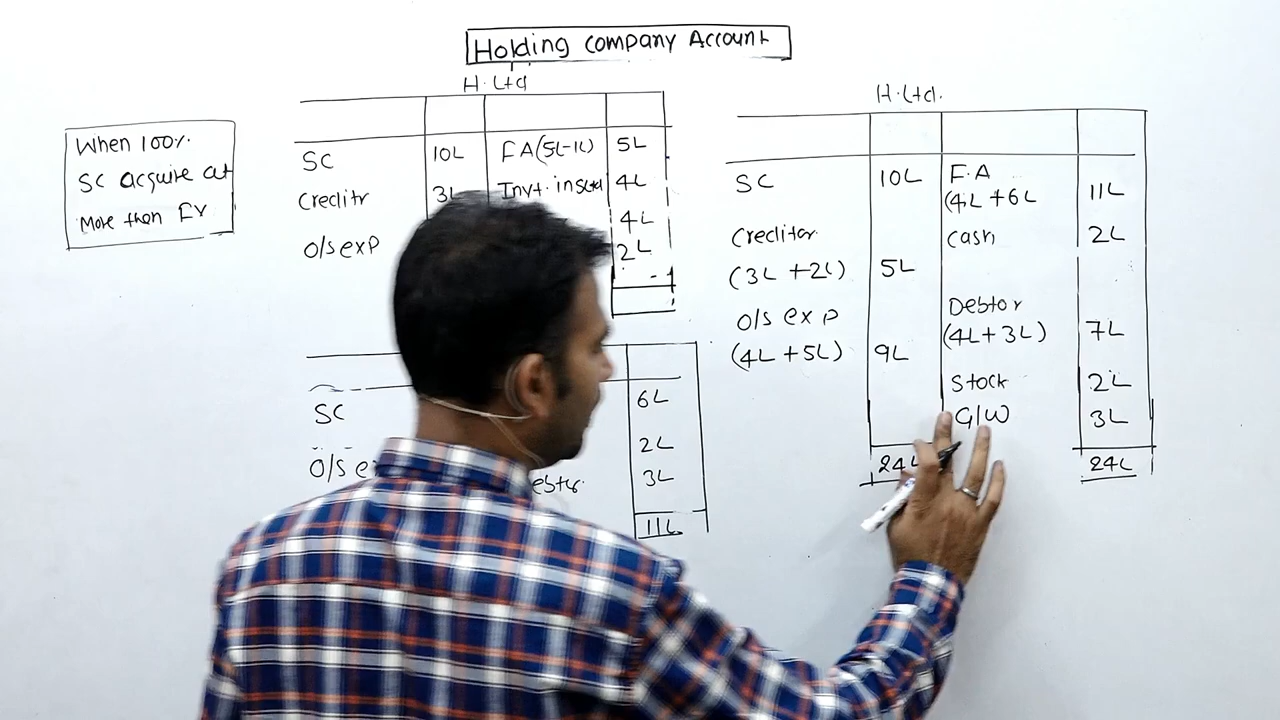 Holding Company Account
When 100%
SC acquire at
More then FV
H. Ltd
SC 10L FA (5L-1L) 5L
Creditr 3L Invt. in 4L
4L
O/s exp 2L
SC 6L
2L
O/s 3L
11L
H. Ltd.
SC 10L F.A
(4L +6L 11L
Creditor Cash 2L
(3L +2L) 5L
O/s exp Debtor
(4L + 5L) 9L (4L+3L) 7L
Stock 2L
G/W 3L
24L 24L